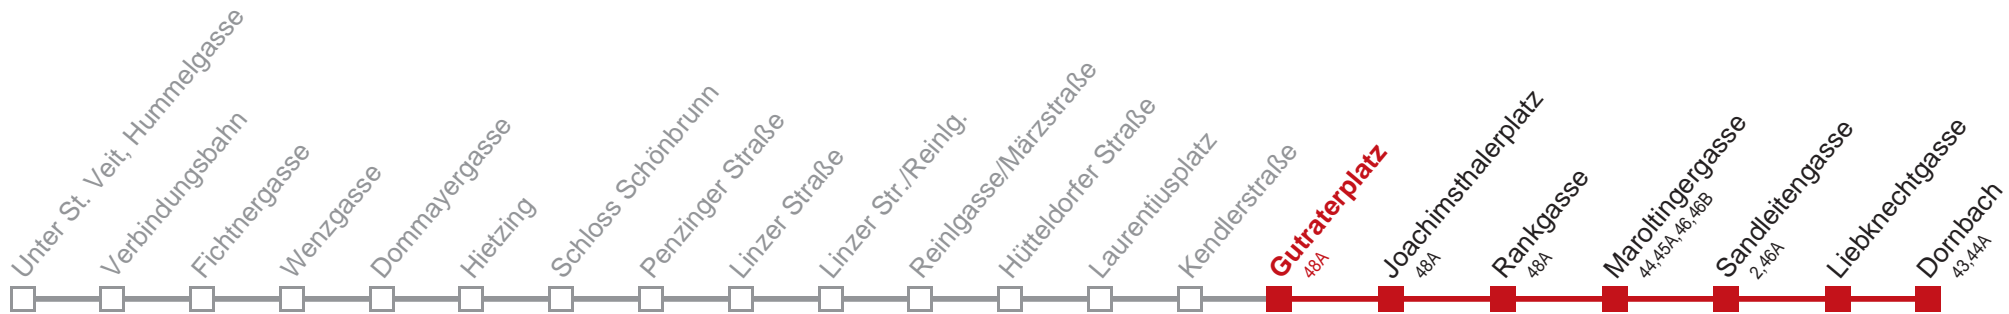 Unter St. Veit, Hummelgasse
Verbindungsbahn
Fichtnergasse
Wenzgasse
Dommayergasse
Hietzing
Schloss Schönbrunn
Penzinger Straße
Linzer Straße
Linzer Str./Reinlg.
Reinlgasse/Märzstraße
Hütteldorfer Straße
Laurentiusplatz
Kendlerstraße
Gutraterplatz
48A
Joachimsthalerplatz
48A
Rankgasse
48A
Maroltingergasse
44,45A,46,46B
Sandleitengasse
2,46A
Liebknechtgasse
Dornbach
43,44A